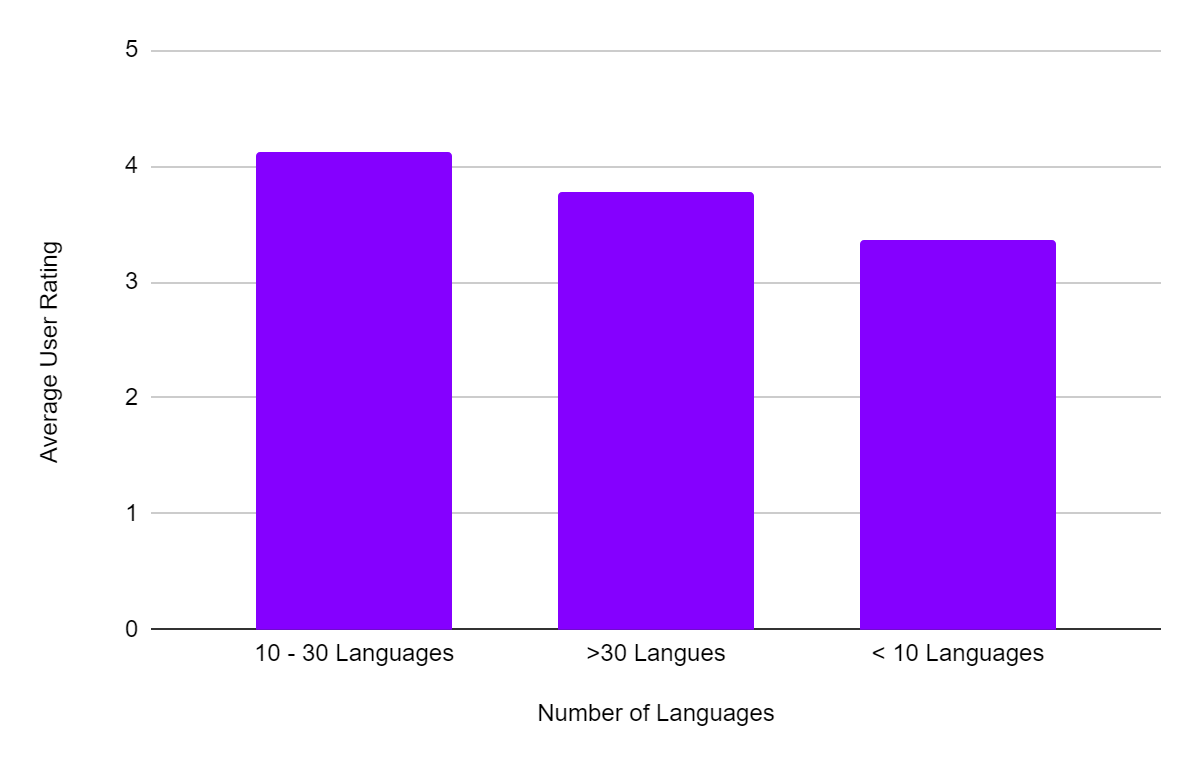 5
4
3
2
1
0
Average User Rating
10 - 30 Languages
>30 Langues
< 10 Languages
Number of Languages